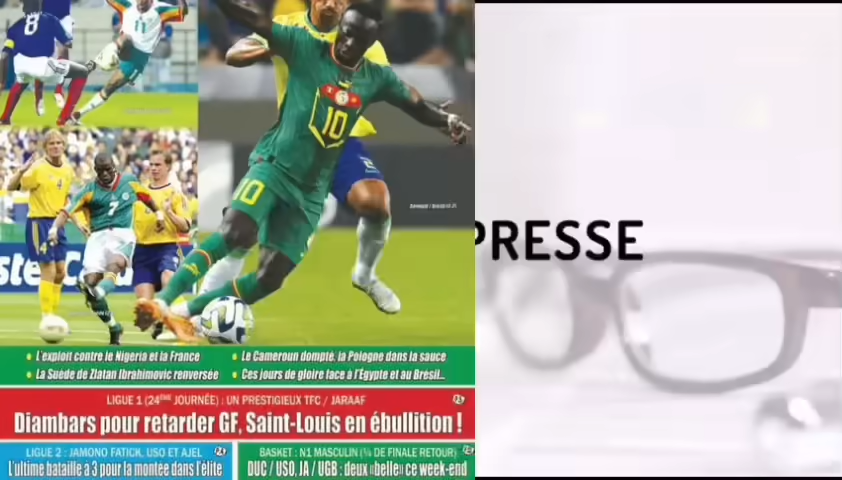 8
11
10
10
4
7
4
PRESSE
• L'exploit contre le Nigeria et la France
• La Suède de Zlatan Ibrahimovic renversée
• Le Cameroun dompté, la Pologne dans la sauce
• Ces jours de gloire face à l'Égypte et au Brésil...
LIGUE 1 (24ÈME JOURNÉE) : UN PRESTIGIEUX TFC / JARAAF
Diambars pour retarder GF, Saint-Louis en ébullition !
LIGUE 2 : JAMONO FATICK, USO ET AJEL
L'ultime bataille à 3 pour la montée dans l'élite
BASKET : N1 MASCULIN (¼ DE FINALE RETOUR)
DUC / USO, JA / UGB : deux «belle» ce week-end